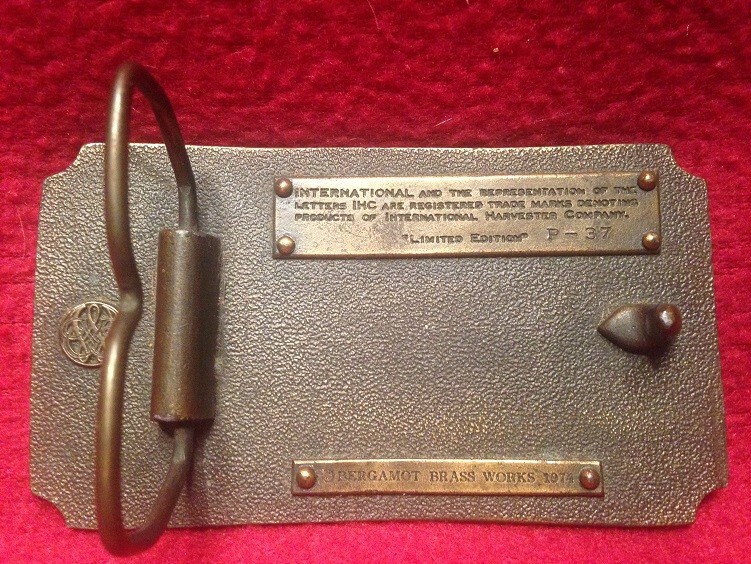 INTERNATIONAL AND THE REPRESENTATION OF THE
LETTERS IHC ARE REGISTERED TRADE MARKS DENOTING
PRODUCTS OF INTERNATIONAL HARVESTER COMPANY.
"LIMITED EDITION" P-37
BERGAMOT BRASS WORKS 1974